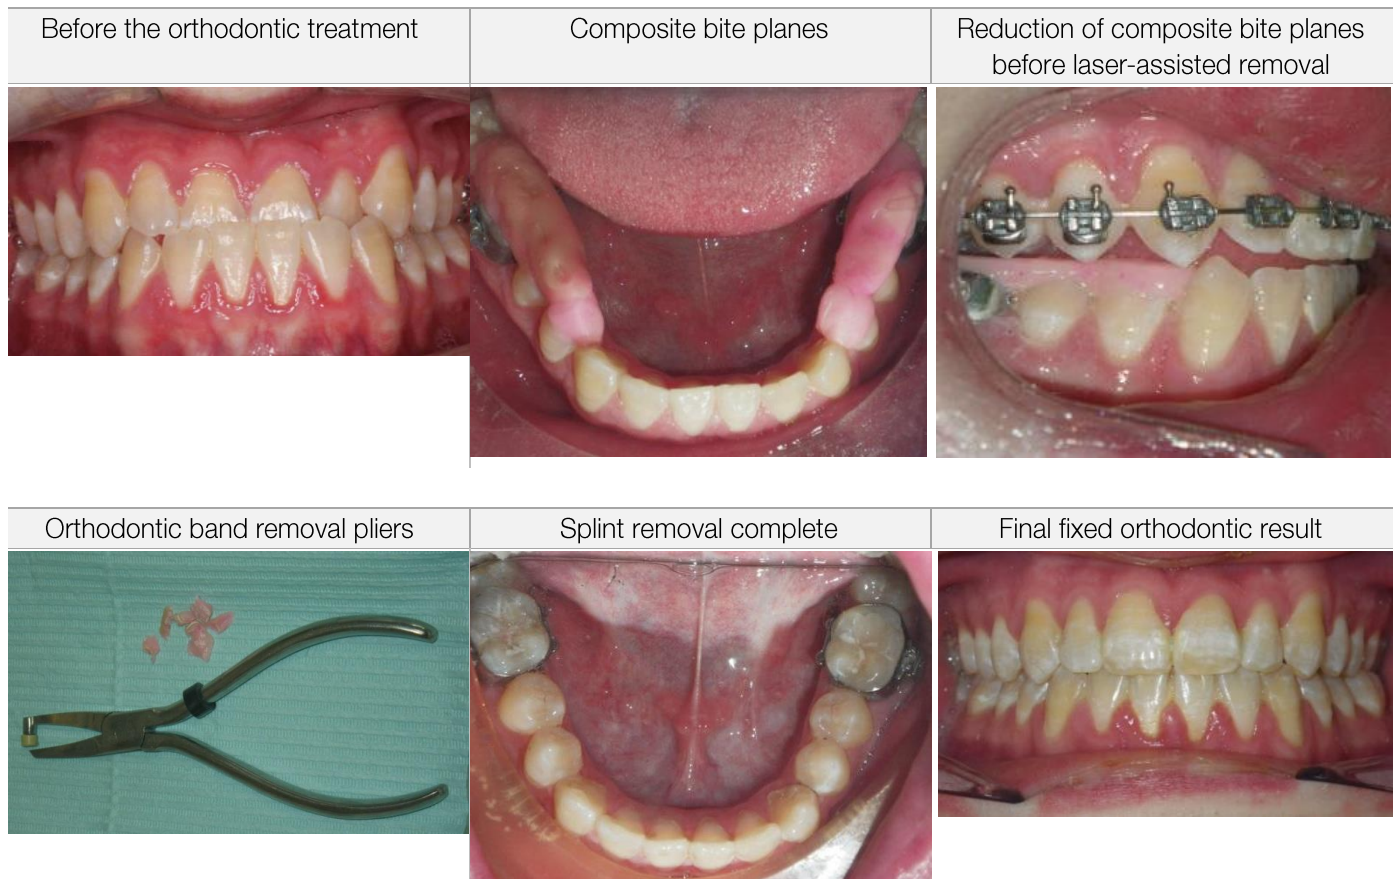 Before the orthodontic treatment
Composite bite planes
Reduction of composite bite planes
before laser-assisted removal
Orthodontic band removal pliers
Splint removal complete
Final fixed orthodontic result